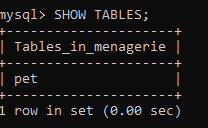 mysql> SHOW TABLES;
+---------------------+
| Tables_in_menagerie |
+---------------------+
| pet                 |
+---------------------+
1 row in set (0.00 sec)